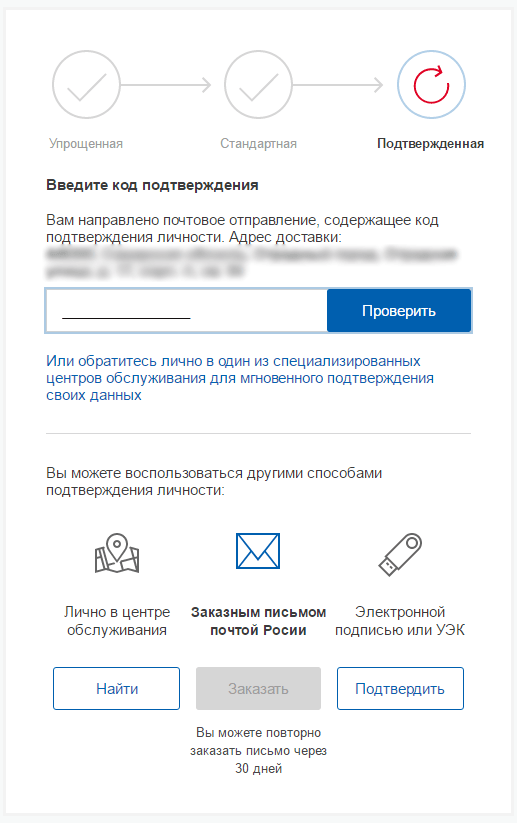 Упрощенная
Стандартная
Подтвержденная
Введите код подтверждения
Вам направлено почтовое отправление, содержащее код
подтверждения личности. Адрес доставки:
Проверить
Или обратитесь лично в один из специализированных
центров обслуживания для мгновенного подтверждения
своих данных
Вы можете воспользоваться другими способами
подтверждения личности:
Лично в центре
обслуживания
Заказным письмом
почтой Росии
Электронной
подписью или УЭК
Найти
Заказать
Подтвердить
Вы можете повторно
заказать письмо через
30 дней